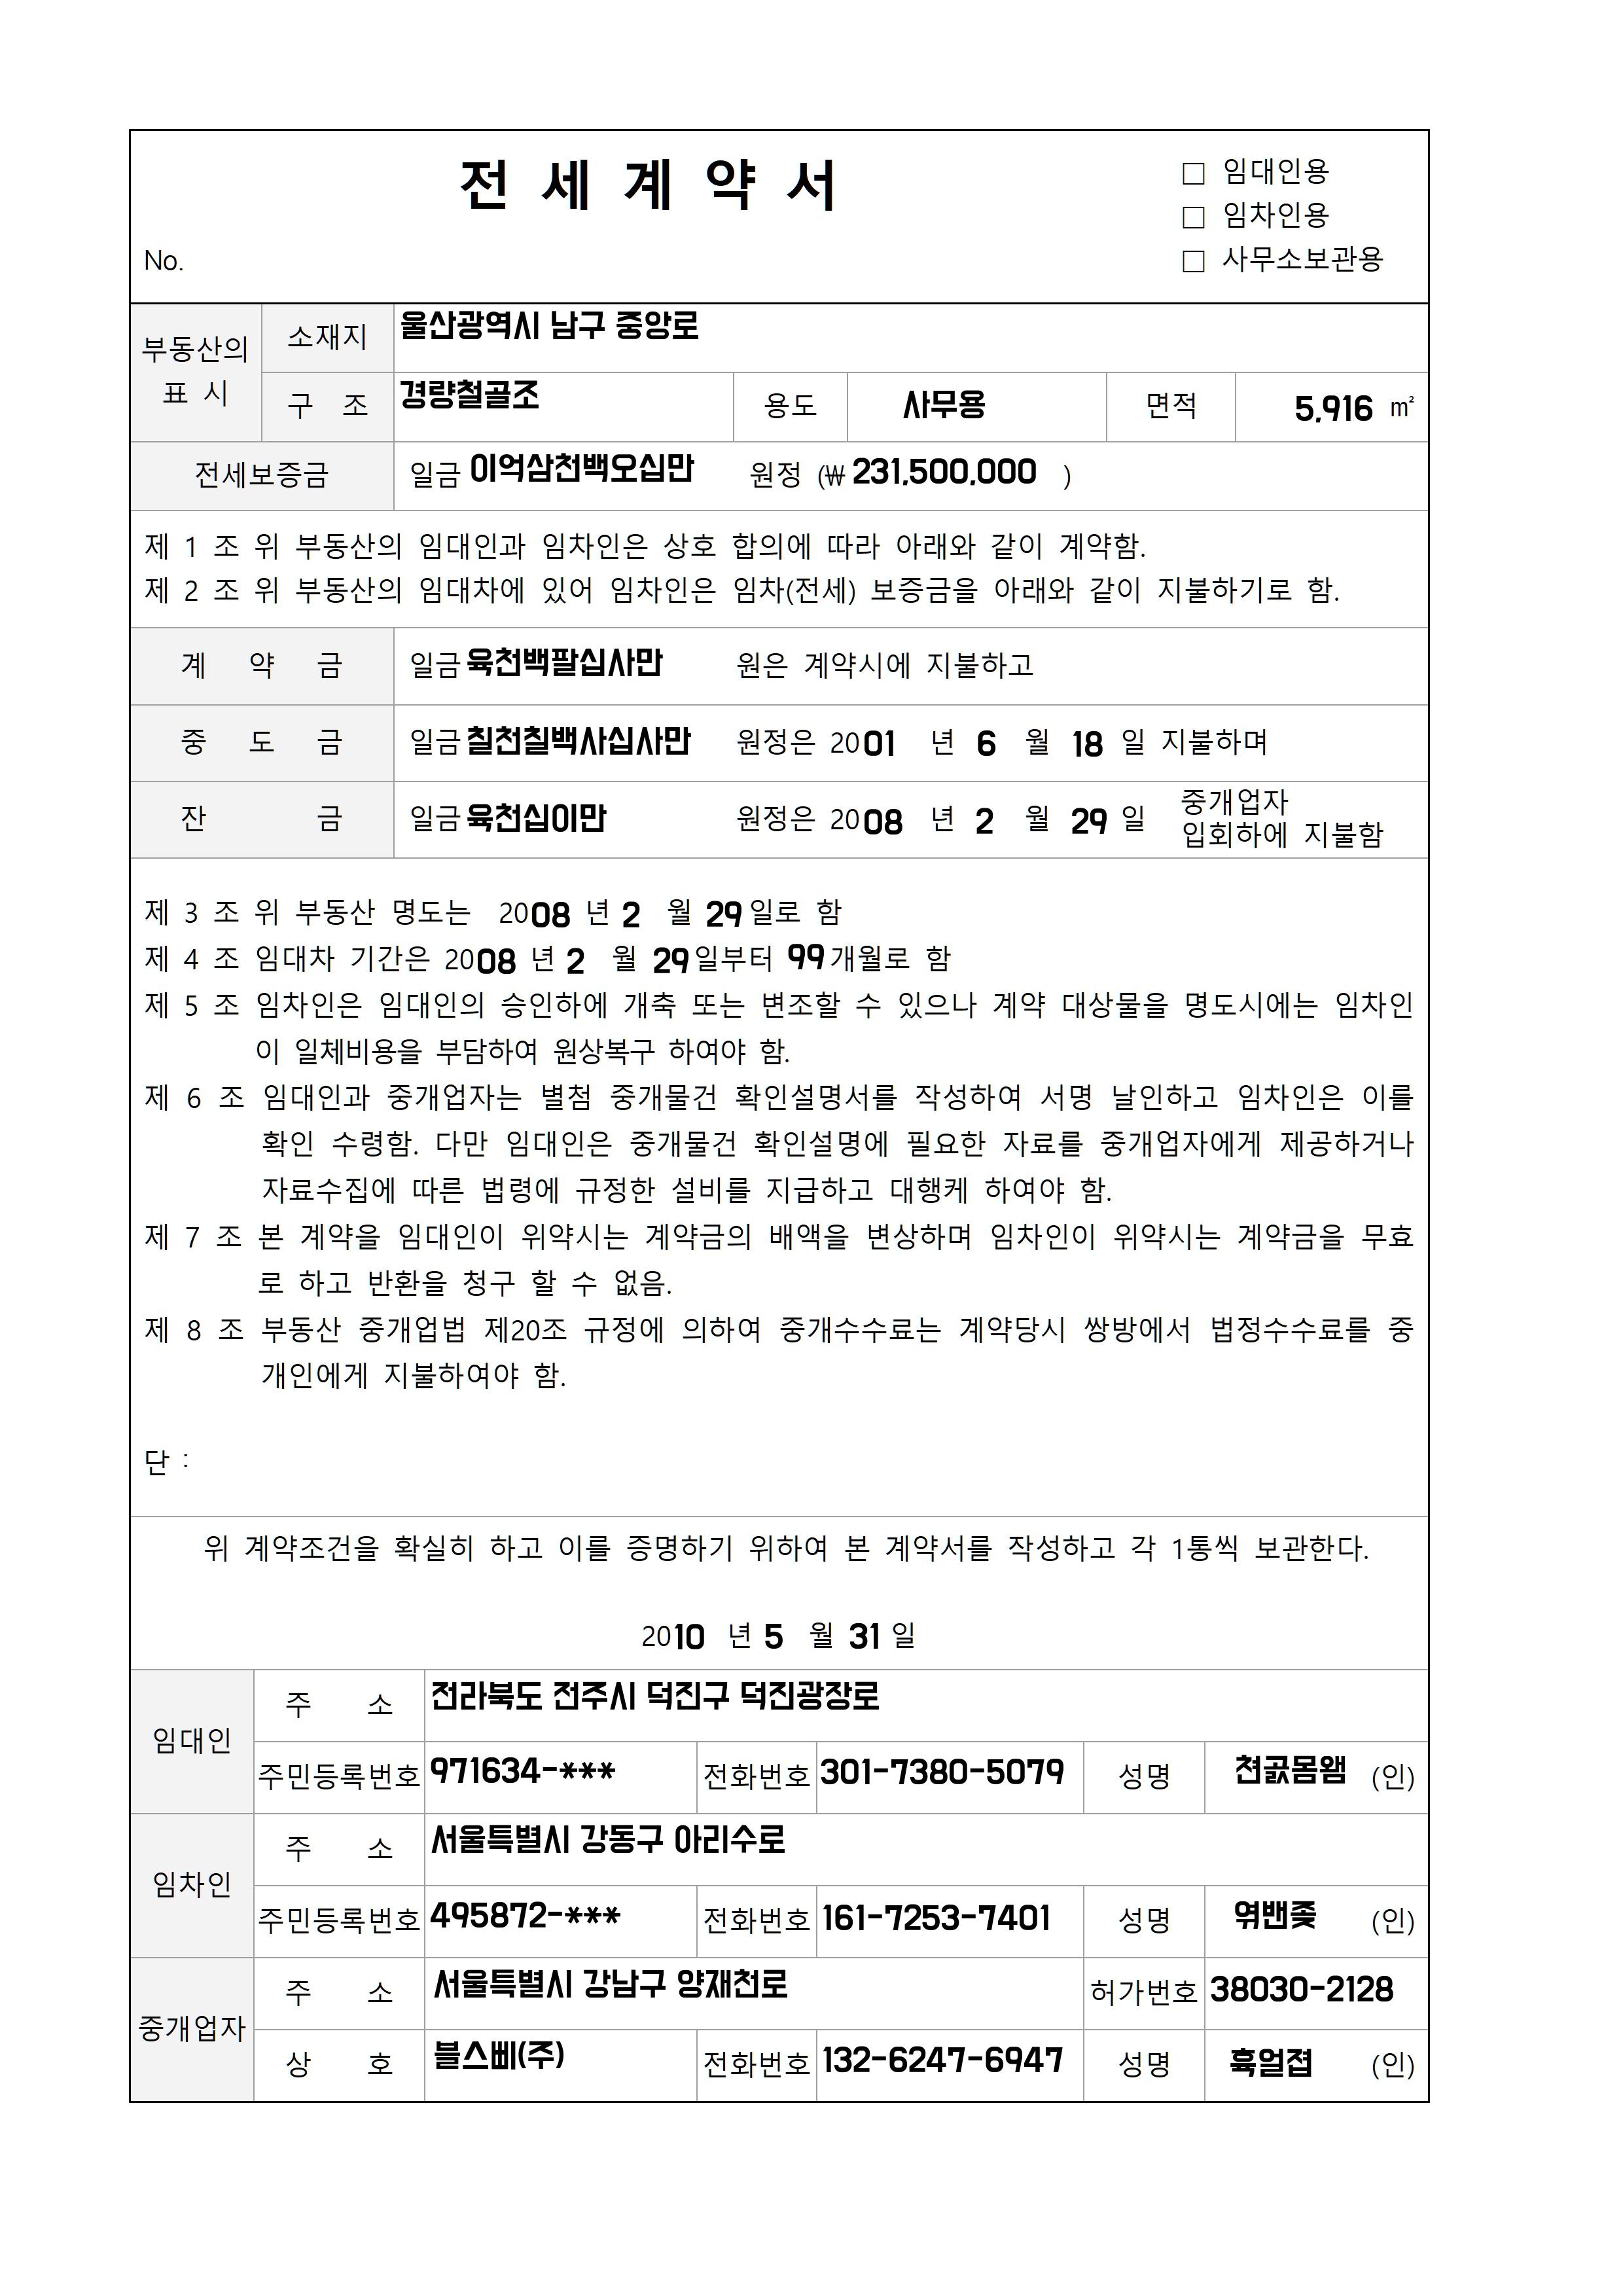 전 세 계 약 서
□ 임대인용
□ 임차인용
□ 사무소보관용
No.
부동산의 표 시
소재지 울산광역시 남구 중앙로
구 조 경량철골조 용도 사무용 면적 5,916 ㎡
전세보증금 일금 이억삼천백오십만 원정 (₩ 231,500,000 )
제 1 조 위 부동산의 임대인과 임차인은 상호 합의에 따라 아래와 같이 계약함.
제 2 조 위 부동산의 임대차에 있어 임차인은 임차(전세) 보증금을 아래와 같이 지불하기로 함.
계 약 금 일금 육천백팔십사만 원은 계약시에 지불하고
중 도 금 일금 칠천칠백사십사만 원정은 2001 년 6 월 18 일 지불하며
잔 금 일금 육천십이만 원정은 2008 년 2 월 29 일 중개업자 입회하에 지불함
제 3 조 위 부동산 명도는 2008 년 2 월 29 일로 함
제 4 조 임대차 기간은 2008 년 2 월 29 일부터 99 개월로 함
제 5 조 임차인은 임대인의 승인하에 개축 또는 변조할 수 있으나 계약 대상물을 명도시에는 임차인
이 일체비용을 부담하여 원상복구 하여야 함.
제 6 조 임대인과 중개업자는 별첨 중개물건 확인설명서를 작성하여 서명 날인하고 임차인은 이를
확인 수령함. 다만 임대인은 중개물건 확인설명에 필요한 자료를 중개업자에게 제공하거나
자료수집에 따른 법령에 규정한 설비를 지급하고 대행케 하여야 함.
제 7 조 본 계약을 임대인이 위약시는 계약금의 배액을 변상하며 임차인이 위약시는 계약금을 무효
로 하고 반환을 청구 할 수 없음.
제 8 조 부동산 중개업법 제20조 규정에 의하여 중개수수료는 계약당시 쌍방에서 법정수수료를 중
개인에게 지불하여야 함.
단 :
위 계약조건을 확실히 하고 이를 증명하기 위하여 본 계약서를 작성하고 각 1통씩 보관한다.
2010 년 5 월 31 일
임대인
주 소 전라북도 전주시 덕진구 덕진광장로
주민등록번호 971634-*** 전화번호 301-7380-5079 성명 (인)
임차인
주 소 서울특별시 강동구 아리수로
주민등록번호 495872-*** 전화번호 161-7253-7401 성명 (인)
중개업자
주 소 서울특별시 강남구 양재천로 허가번호 38030-2128
상 호 블스삐(주) 전화번호 132-6247-6947 성명 (인)